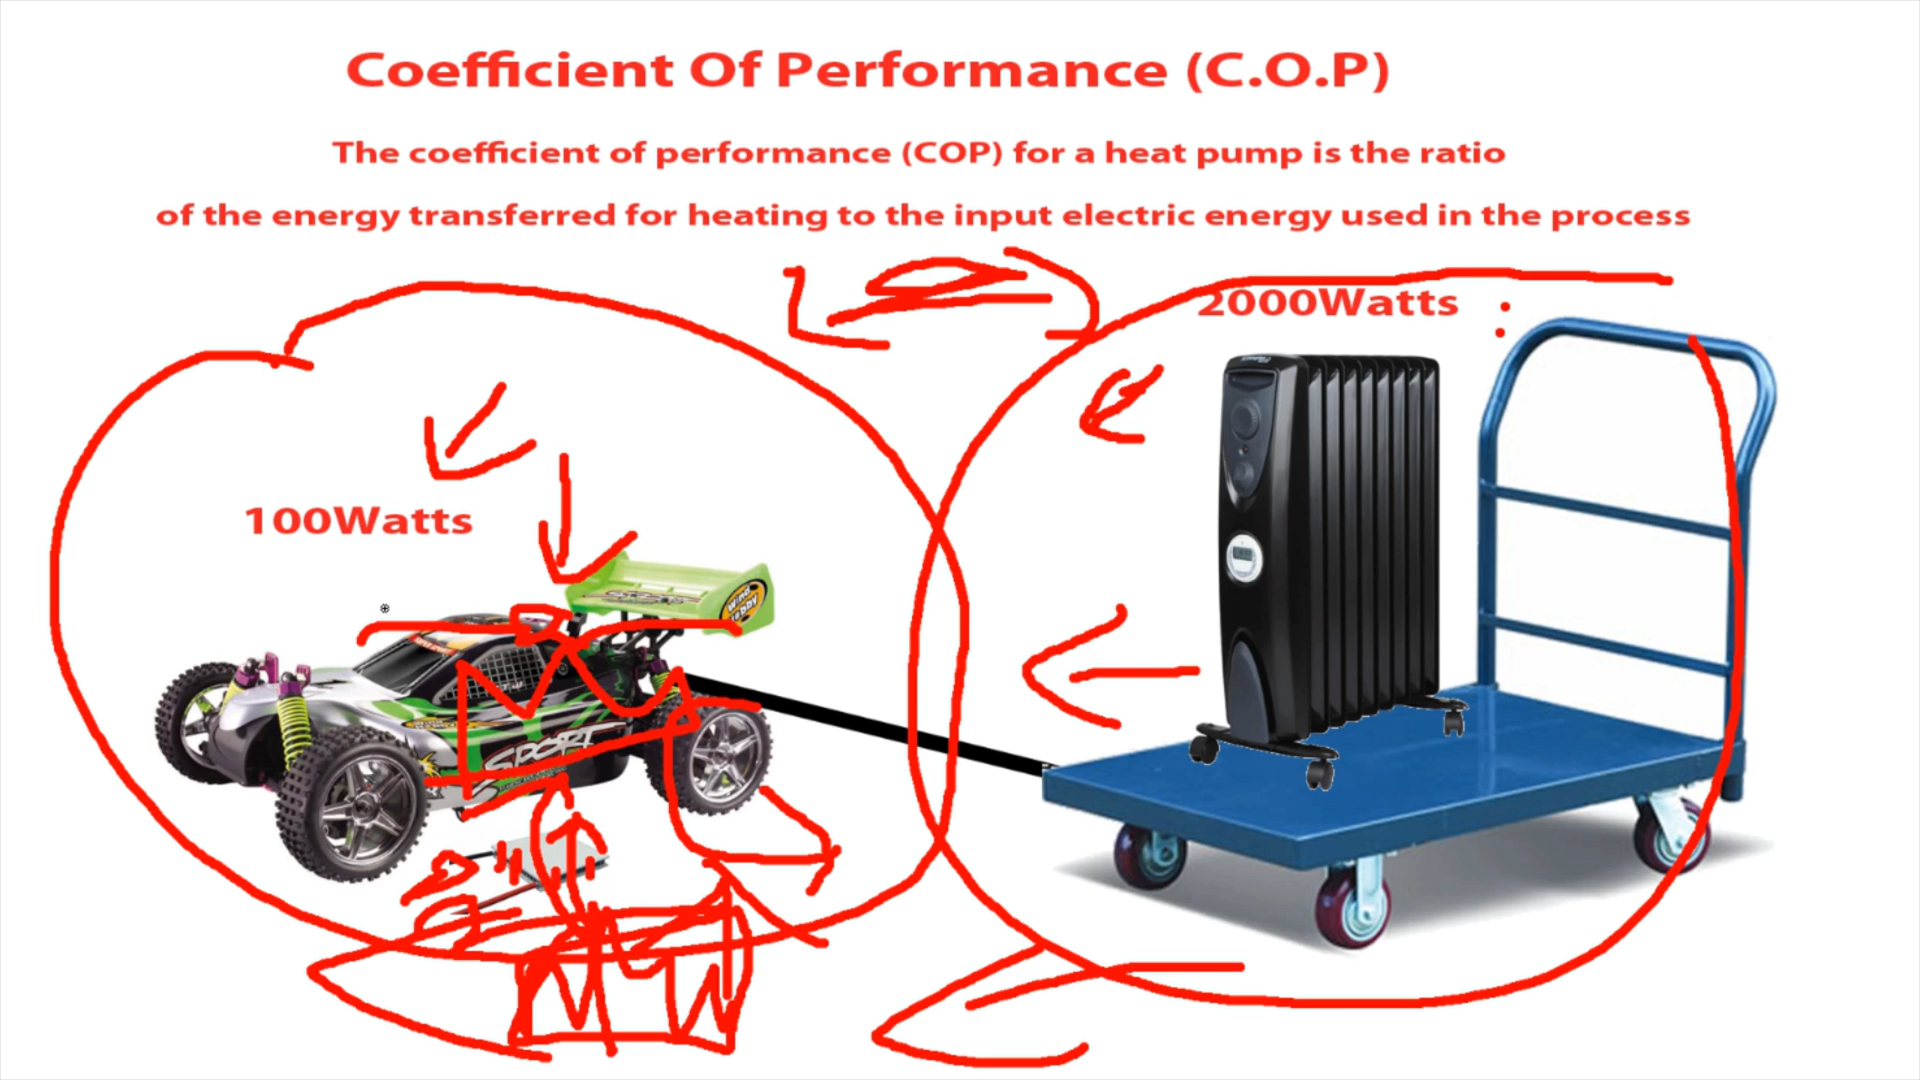 Coefficient Of Performance (C.O.P)
The coefficient of performance (COP) for a heat pump is the ratio
of the energy transferred for heating to the input electric energy used in the process
2000Watts
100Watts
SPORT